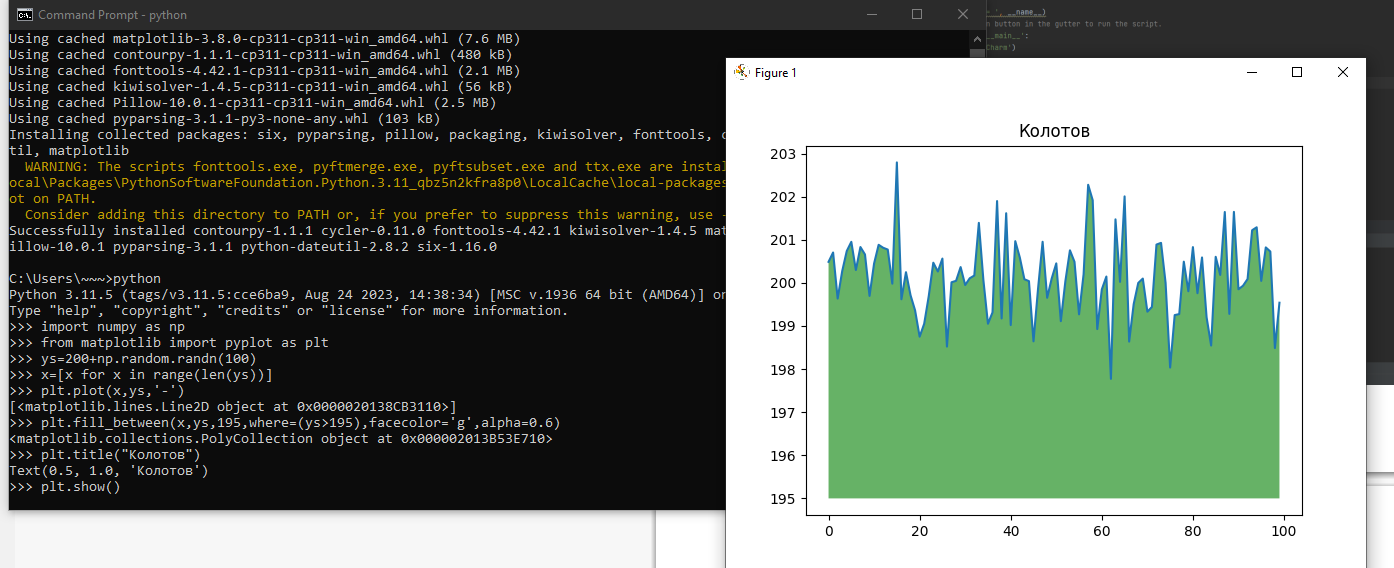 Command Prompt - python
Using cached matplotlib-3.8.0-cp311-cp311-win_amd64.whl (7.6 MB)
Using cached contourpy-1.1.1-cp311-cp311-win_amd64.whl (480 kB)
Using cached fonttools-4.42.1-cp311-cp311-win_amd64.whl (2.1 MB)
Using cached kiwisolver-1.4.5-cp311-cp311-win_amd64.whl (56 kB)
Using cached Pillow-10.0.1-cp311-cp311-win_amd64.whl (2.5 MB)
Using cached pyparsing-3.1.1-py3-none-any.whl (103 kB)
Installing collected packages: six, pyparsing, pillow, packaging, kiwisolver, fonttools,
til, matplotlib
WARNING: The scripts fonttools.exe, pyftmerge.exe, pyftsubset.exe and ttx.exe are instal
ocal\Packages\PythonSoftwareFoundation.Python.3.11_qbz5n2kfra8p0\LocalCache\local-packages
ot on PATH.
Consider adding this directory to PATH or, if you prefer to suppress this warning, use -
Successfully installed contourpy-1.1.1 cycler-0.11.0 fonttools-4.42.1 kiwisolver-1.4.5 mat
illow-10.0.1 pyparsing-3.1.1 python-dateutil-2.8.2 six-1.16.0
C:\Users\~~~>python
Python 3.11.5 (tags/v3.11.5:cce6ba9, Aug 24 2023, 14:38:34) [MSC v.1936 64 bit (AMD64)] on
Type "help", "copyright", "credits" or "license" for more information.
>>> import numpy as np
>>> from matplotlib import pyplot as plt
>>> ys=200+np.random.randn(100)
>>> x=[x for x in range(len(ys))]
>>> plt.plot(x,ys,'-')
[<matplotlib.lines.Line2D object at 0x0000020138CB3110>]
>>> plt.fill_between(x,ys,195,where=(ys>195),facecolor='g',alpha=0.6)
<matplotlib.collections.PolyCollection object at 0x000002013B53E710>
>>> plt.title("Колотов")
Text(0.5, 1.0, 'Колотов')
>>> plt.show()
__name__)
n button in the gutter to run the script.
__main__':
Charm')
Figure 1
Колотов
203
202
201
200
199
198
197
196
195
0 20 40 60 80 100